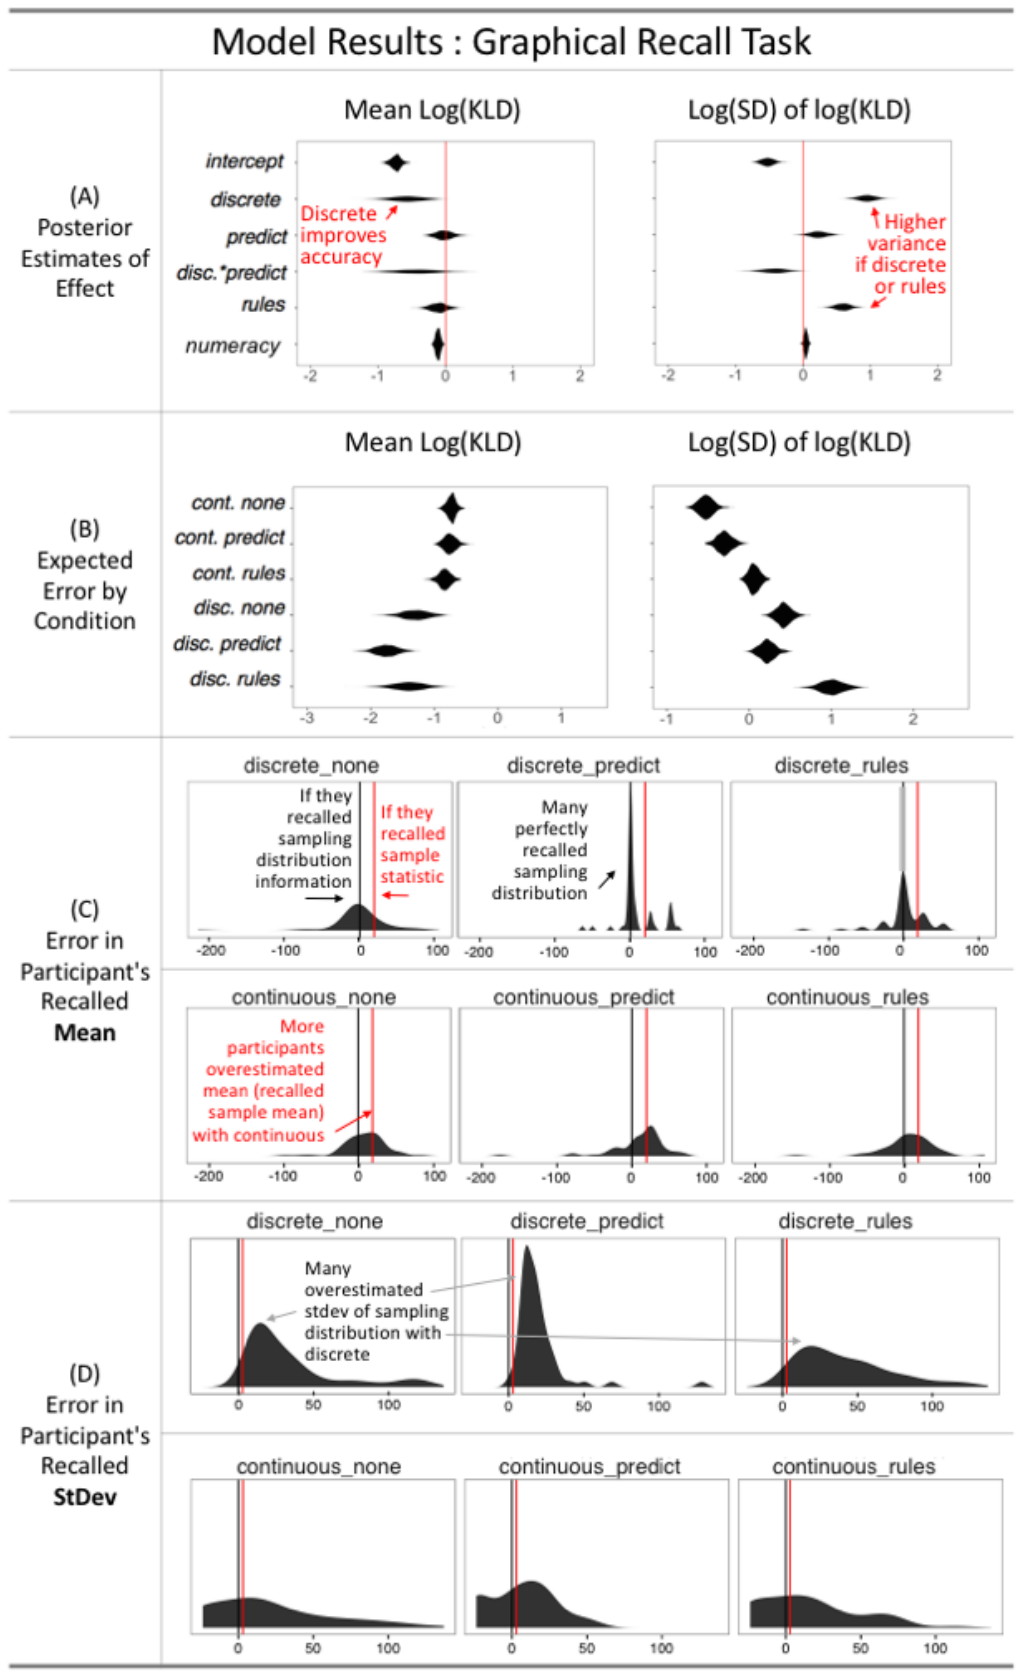 Model Results : Graphical Recall Task
(A)
Posterior
Estimates of
Effect
Mean Log(KLD)
Log(SD) of log(KLD)
intercept
discrete
predict
disc.*predict
rules
numeracy
Discrete
improves
accuracy
Higher
variance
if discrete
or rules
-2 -1 0 1 2
-2 -1 0 1 2
(B)
Expected
Error by
Condition
Mean Log(KLD)
Log(SD) of log(KLD)
cont. none
cont. predict
cont. rules
disc. none
disc. predict
disc. rules
-3 -2 -1 0 1
-1 0 1 2
(C)
Error in
Participant's
Recalled
Mean
discrete_none
discrete_predict
discrete_rules
If they
recalled
sampling
distribution
information
If they
recalled
sample
statistic
Many
perfectly
recalled
sampling
distribution
-200 -100 0 100
-200 -100 0 100
-200 -100 0 100
continuous_none
continuous_predict
continuous_rules
More
participants
overestimated
mean (recalled
sample mean)
with continuous
-200 -100 0 100
-200 -100 0 100
-200 -100 0 100
(D)
Error in
Participant's
Recalled
StDev
discrete_none
discrete_predict
discrete_rules
Many
overestimated
stdev of sampling
distribution with
discrete
0 50 100
0 50 100
0 50 100
continuous_none
continuous_predict
continuous_rules
0 50 100
0 50 100
0 50 100